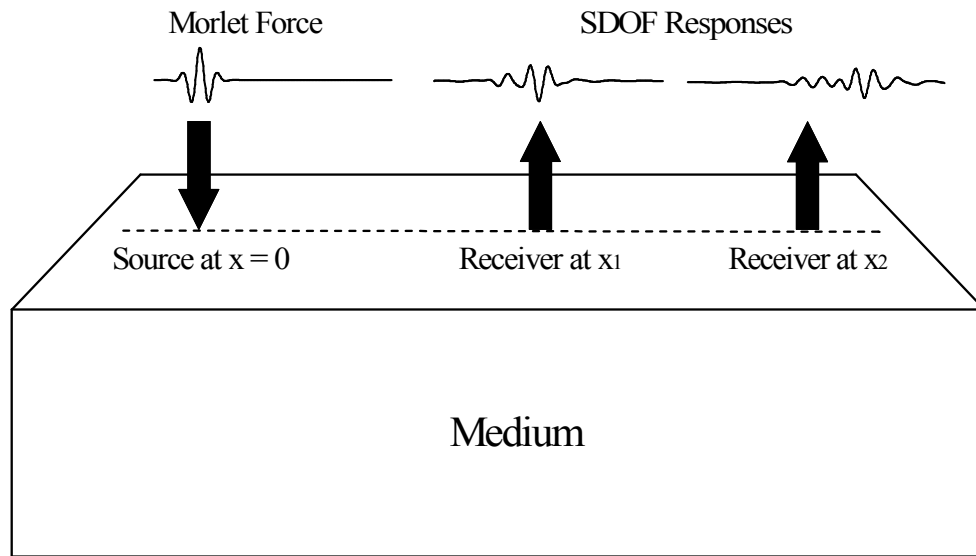 Morlet Force
SDOF Responses
Source at x = 0
Receiver at x1
Receiver at x2
Medium